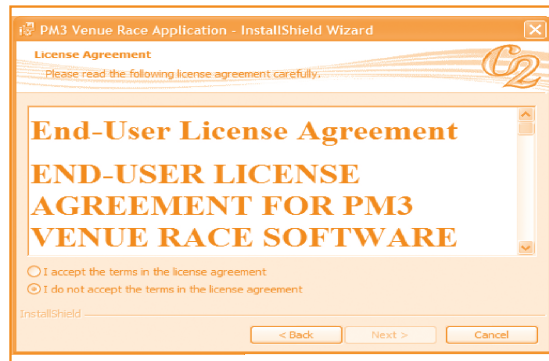 PM3 Venue Race Application - InstallShield Wizard
License Agreement
Please read the following license agreement carefully.
C2
End-User License Agreement
END-USER LICENSE
AGREEMENT FOR PM3
VENUE RACE SOFTWARE
I accept the terms in the license agreement
I do not accept the terms in the license agreement
InstallShield
< Back Next > Cancel